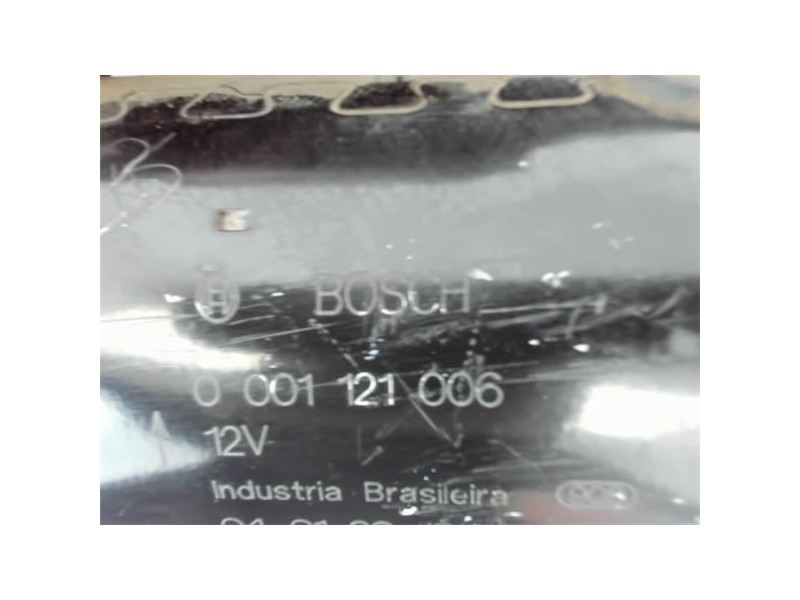 BOSCH
0 001 121 006
12V
Industria Brasileira